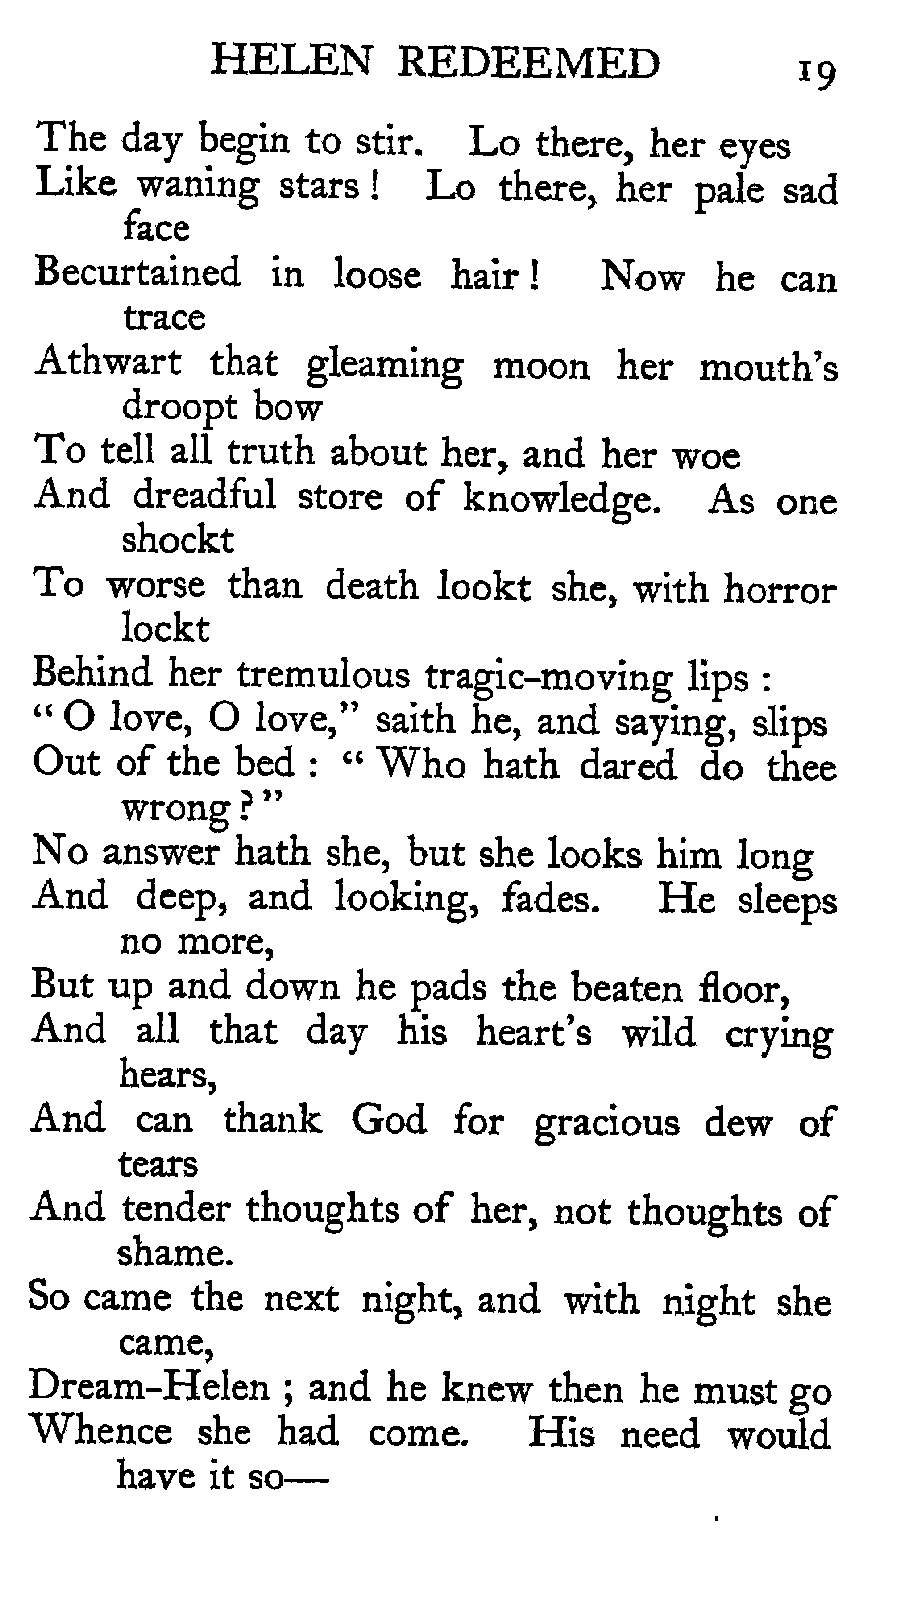 HELEN REDEEMED 19
The day begin to stir. Lo there, her eyes
Like waning stars! Lo there, her pale sad
face
Becurtained in loose hair! Now he can
trace
Athwart that gleaming moon her mouth's
droopt bow
To tell all truth about her, and her woe
And dreadful store of knowledge. As one
shockt
To worse than death lookt she, with horror
lockt
Behind her tremulous tragic-moving lips:
"O love, O love," saith he, and saying, slips
Out of the bed: "Who hath dared do thee
wrong?"
No answer hath she, but she looks him long
And deep, and looking, fades. He sleeps
no more,
But up and down he pads the beaten floor,
And all that day his heart's wild crying
hears,
And can thank God for gracious dew of
tears
And tender thoughts of her, not thoughts of
shame.
So came the next night, and with night she
came,
Dream-Helen; and he knew then he must go
Whence she had come. His need would
have it so—